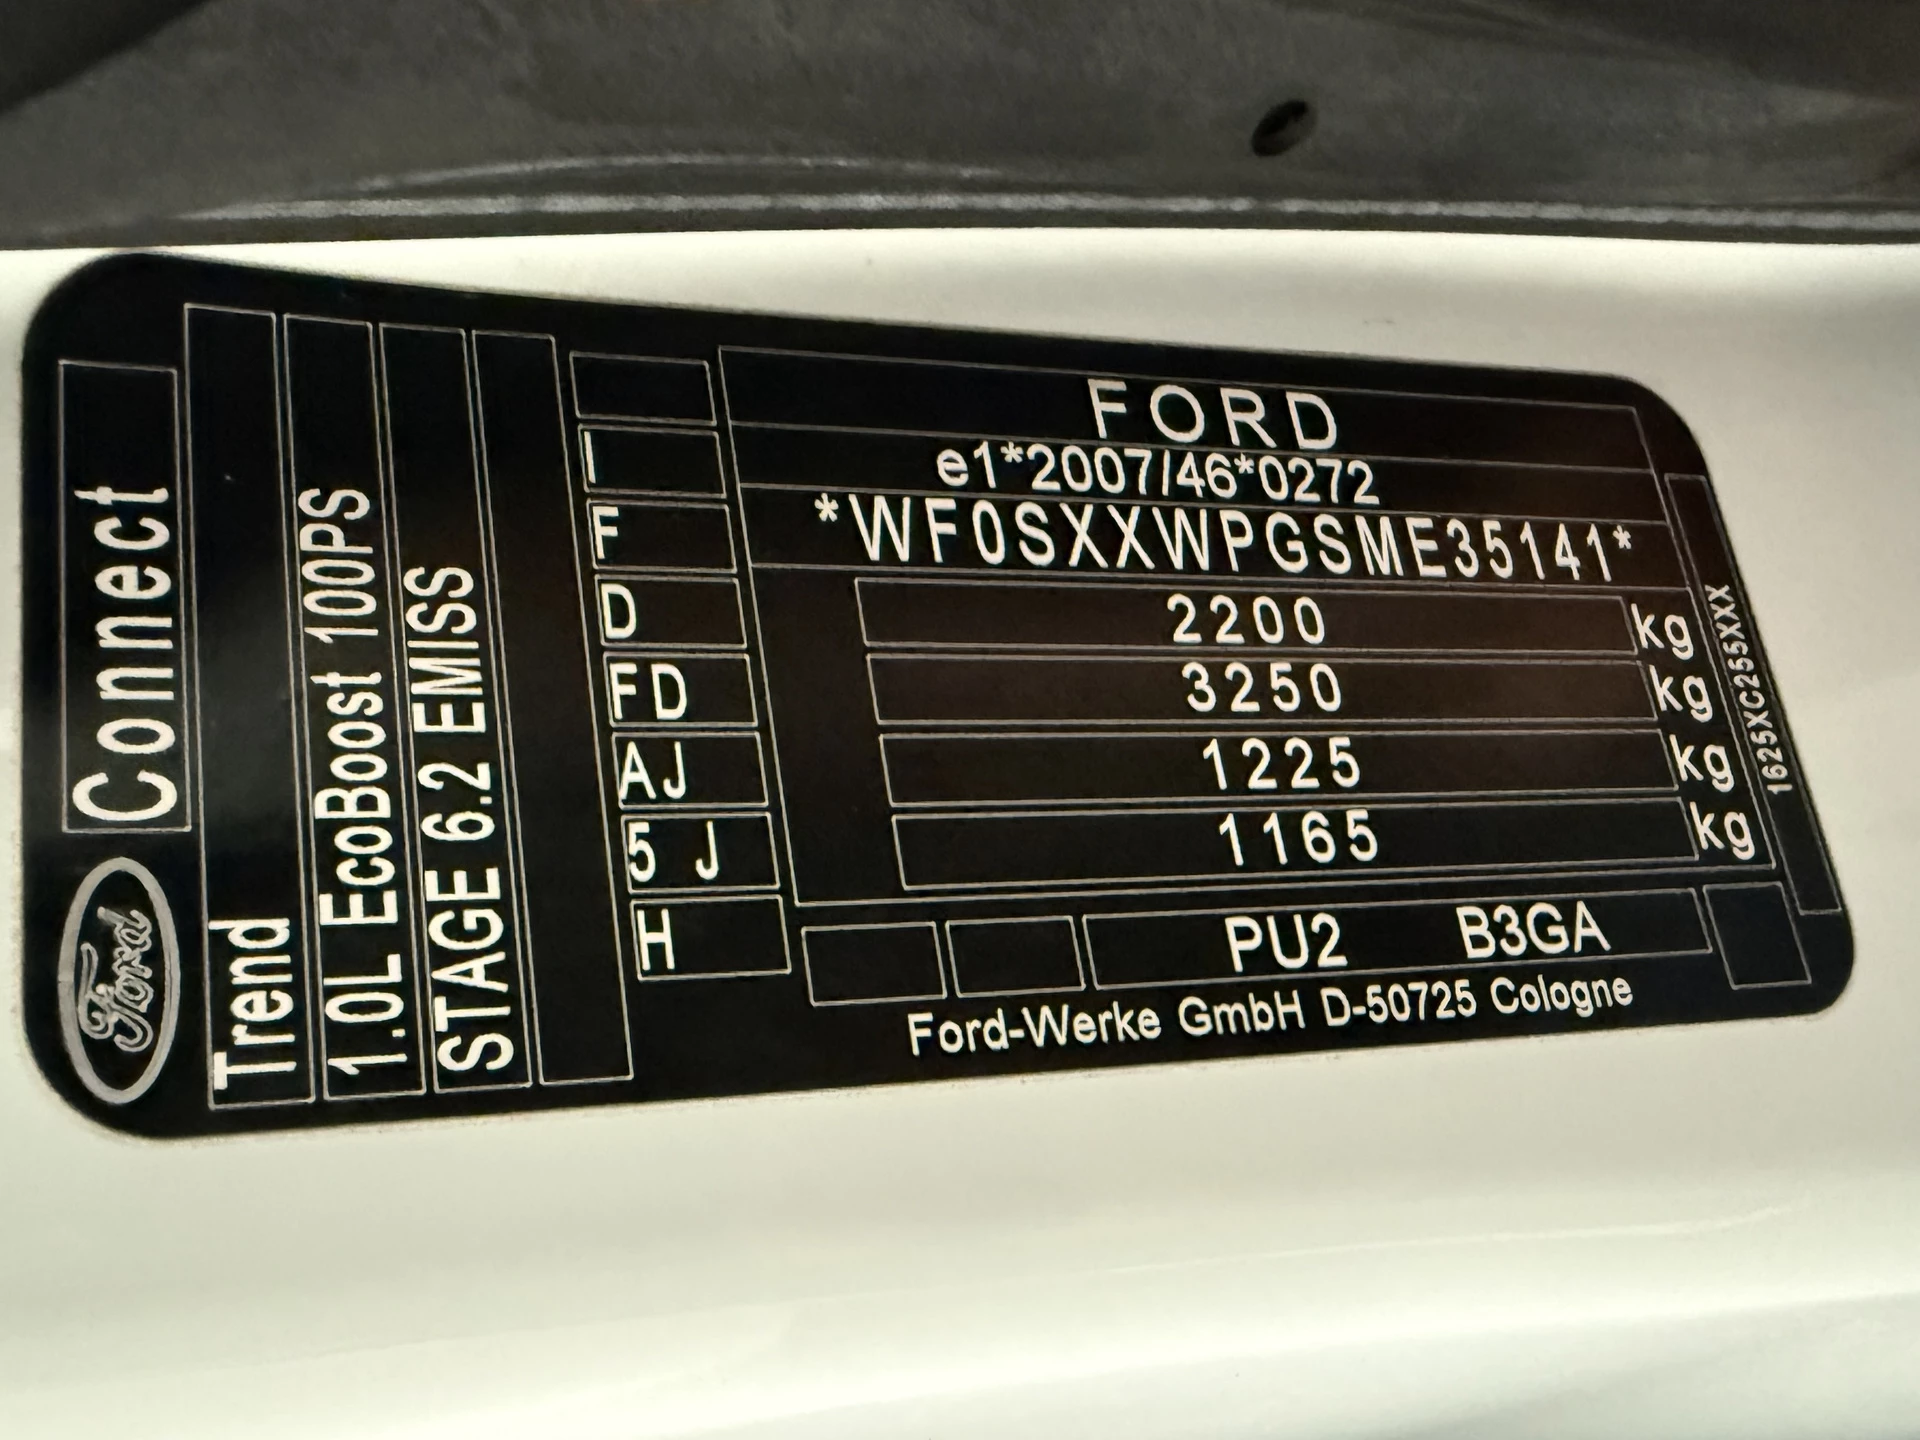 Ford Connect
Trend
1.0L EcoBoost 100PS
STAGE 6.2 EMISS
I
F
D
FD
AJ
5 J
H
FORD
e1*2007/46*0272
*WF0SXXWPGSME35141*
2200 kg
3250 kg
1225 kg
1165 kg
PU2 B3GA
Ford-Werke GmbH D-50725 Cologne
1625XC255XXX